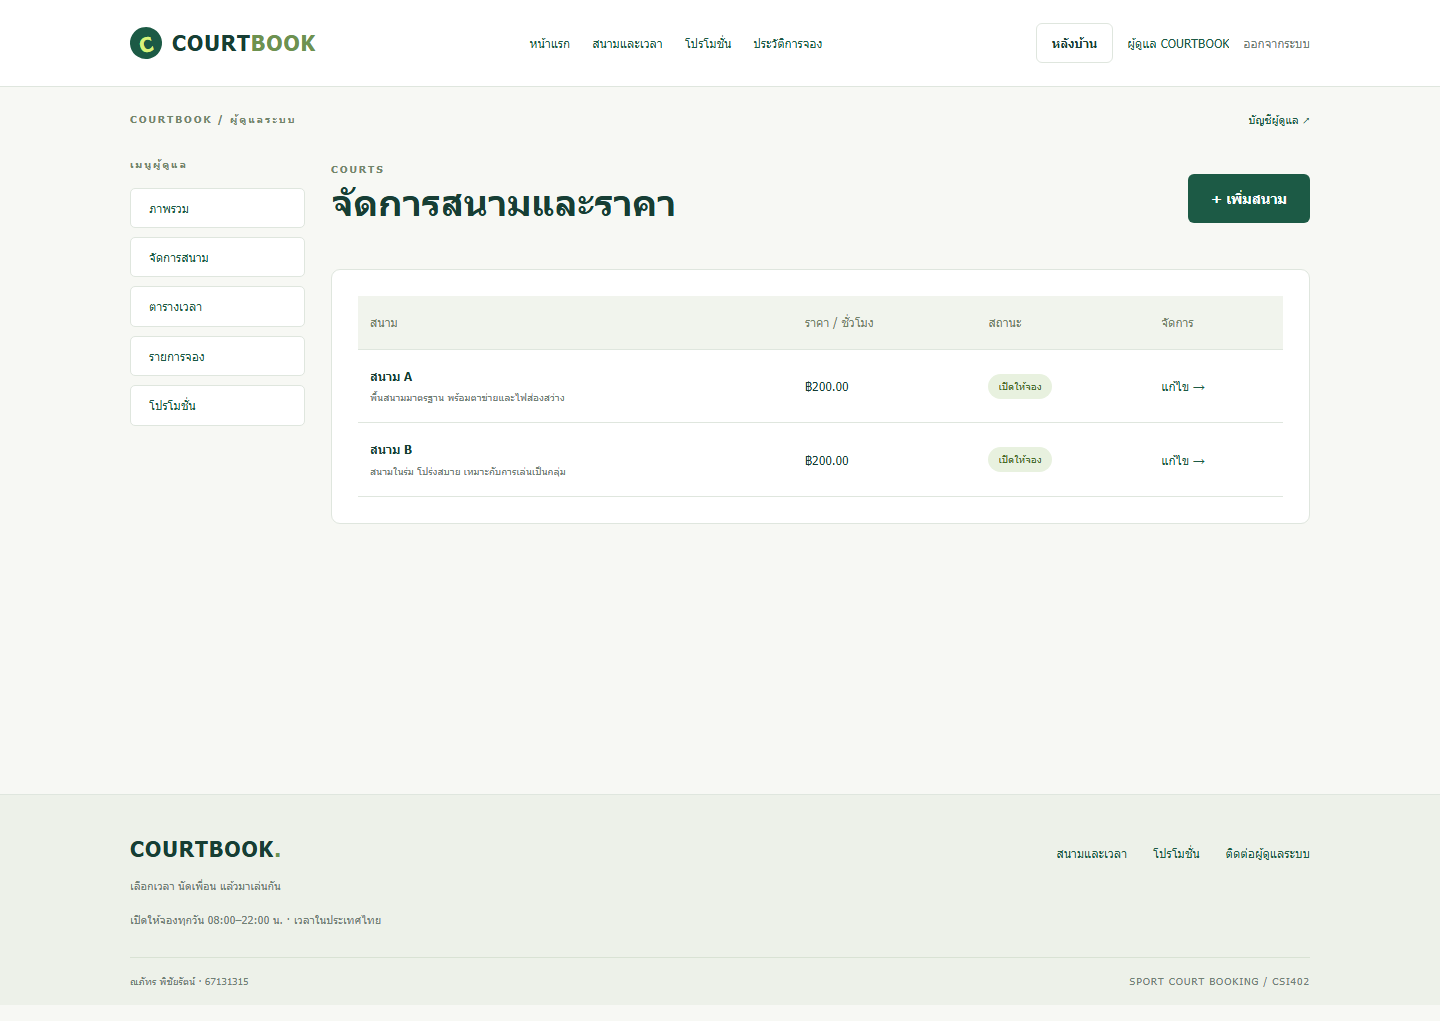 C COURTBOOK
หน้าแรก สนามและเวลา โปรโมชั่น ประวัติการจอง
หลังบ้าน ผู้ดูแล COURTBOOK ออกจากระบบ
COURTBOOK / ผู้ดูแลระบบ
บัญชีผู้ดูแล ↗
เมนูผู้ดูแล
ภาพรวม
จัดการสนาม
ตารางเวลา
รายการจอง
โปรโมชั่น
COURTS
จัดการสนามและราคา
+ เพิ่มสนาม
สนาม ราคา / ชั่วโมง สถานะ จัดการ
สนาม A
พื้นสนามมาตรฐาน พร้อมตาข่ายและไฟส่องสว่าง
฿200.00 เปิดให้จอง แก้ไข →
สนาม B
สนามในร่ม โปร่งสบาย เหมาะกับการเล่นเป็นกลุ่ม
฿200.00 เปิดให้จอง แก้ไข →
COURTBOOK.
เลือกเวลา นัดเพื่อน แล้วมาเล่นกัน
เปิดให้จองทุกวัน 08:00–22:00 น. · เวลาในประเทศไทย
สนามและเวลา โปรโมชั่น ติดต่อผู้ดูแลระบบ
ณภัทร พิชัยรัตน์ · 67131315
SPORT COURT BOOKING / CSI402